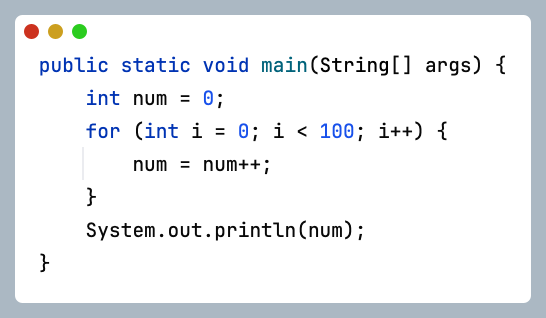 public static void main(String[] args) {
    int num = 0;
    for (int i = 0; i < 100; i++) {
        num = num++;
    }
    System.out.println(num);
}